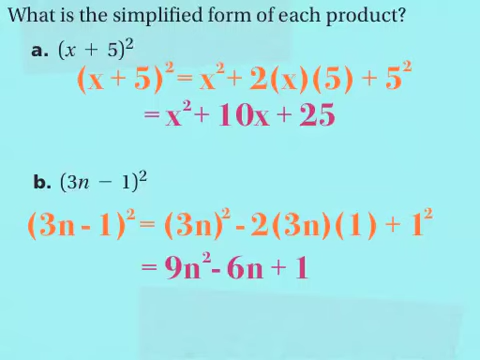 What is the simplified form of each product?
a. (x + 5)²
(x + 5)² = x² + 2(x)(5) + 5²
= x² + 10x + 25
b. (3n − 1)²
(3n - 1)² = (3n)² - 2(3n)(1) + 1²
= 9n² - 6n + 1